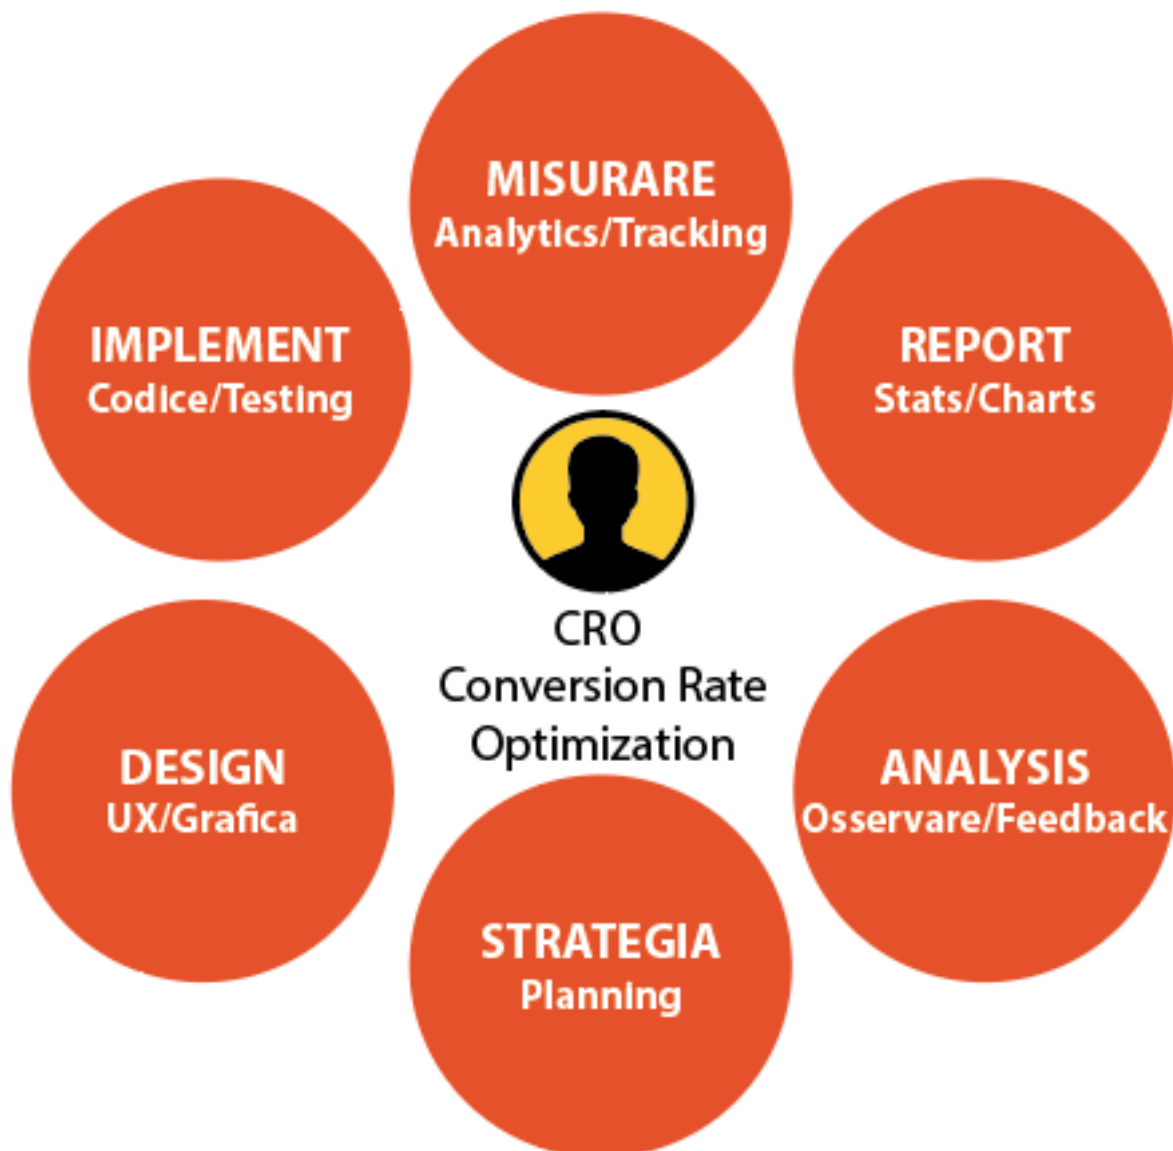 MISURARE
Analytics/Tracking
IMPLEMENT
Codice/Testing
REPORT
Stats/Charts
CRO
Conversion Rate
Optimization
DESIGN
UX/Grafica
ANALYSIS
Osservare/Feedback
STRATEGIA
Planning